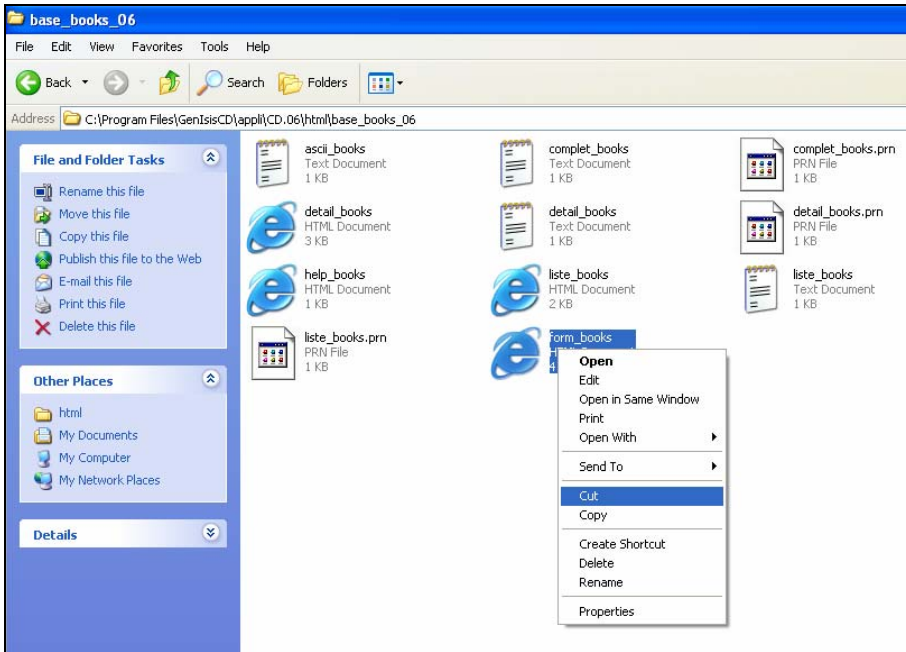 base_books_06
File Edit View Favorites Tools Help
Back Search Folders
Address C:\Program Files\GenIsisCD\appli\CD.06\html\base_books_06
File and Folder Tasks
Rename this file
Move this file
Copy this file
Publish this file to the Web
E-mail this file
Print this file
Delete this file
Other Places
html
My Documents
My Computer
My Network Places
Details
ascii_books
Text Document
1 KB
complet_books
Text Document
1 KB
complet_books.prn
PRN File
1 KB
detail_books
HTML Document
3 KB
detail_books
Text Document
1 KB
detail_books.prn
PRN File
1 KB
help_books
HTML Document
1 KB
liste_books
HTML Document
2 KB
liste_books
Text Document
1 KB
liste_books.prn
PRN File
1 KB
form_books
4
Open
Edit
Open in Same Window
Print
Open With
Send To
Cut
Copy
Create Shortcut
Delete
Rename
Properties